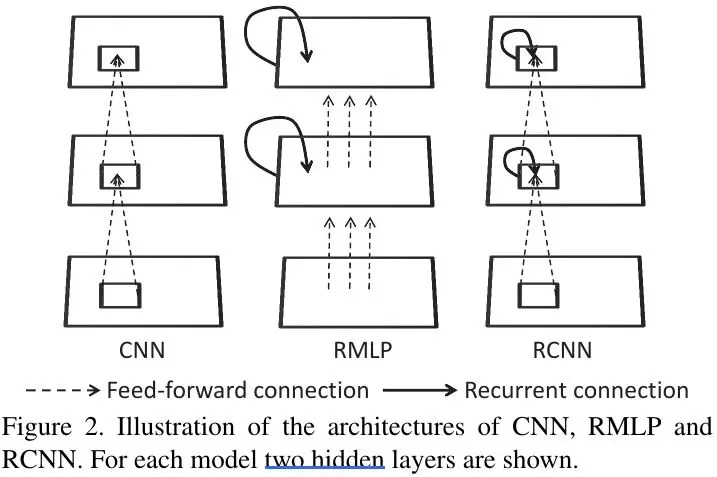 CNN RMLP RCNN
Feed-forward connection Recurrent connection
Figure 2. Illustration of the architectures of CNN, RMLP and
RCNN. For each model two hidden layers are shown.